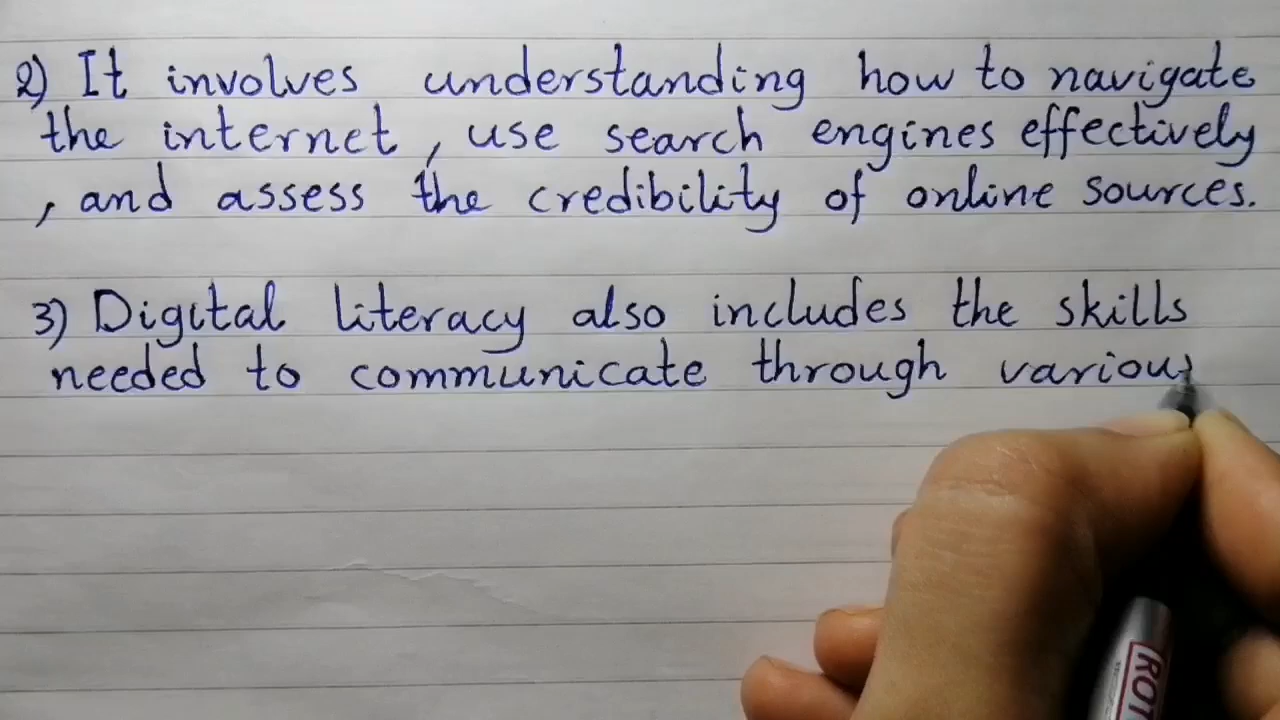 2) It involves understanding how to navigate
the internet, use search engines effectively
, and assess the credibility of online sources.
3) Digital literacy also includes the skills
needed to communicate through various
ROT